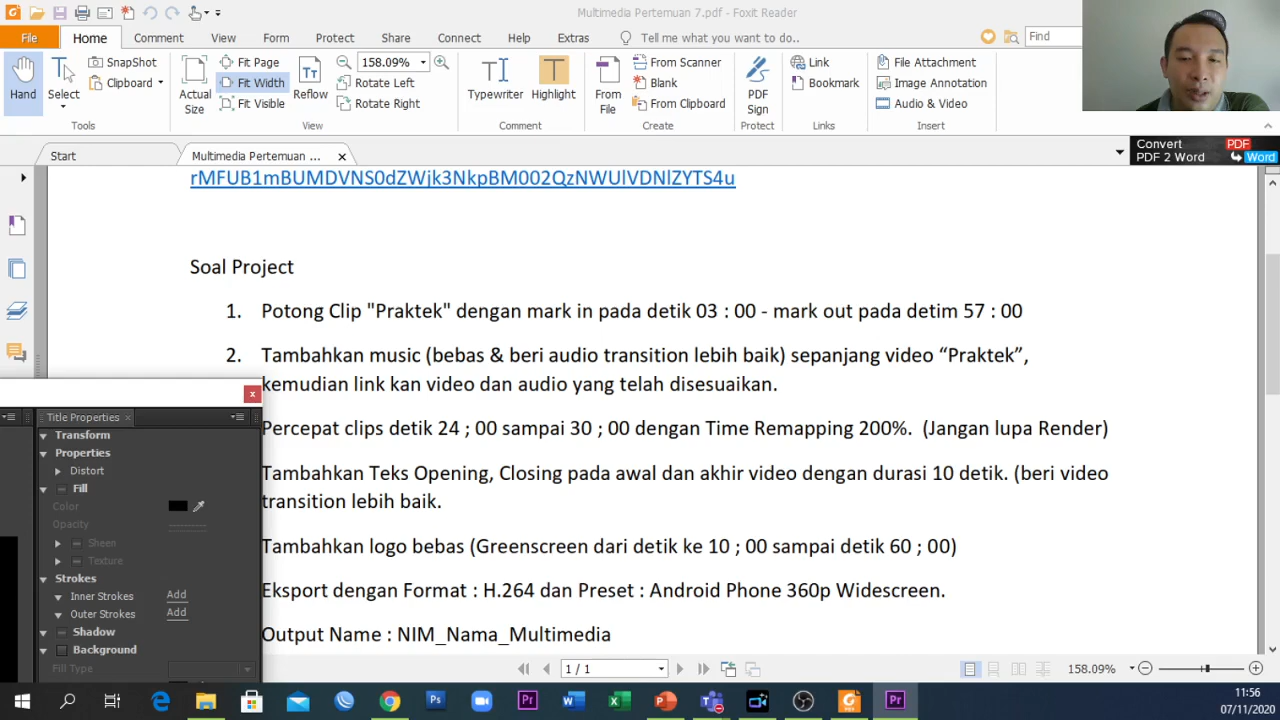 Multimedia Pertemuan 7.pdf - Foxit Reader
File Home Comment View Form Protect Share Connect Help Extras Tell me what you want to do.. Find
Hand
Select
SnapShot
Clipboard
Tools
Actual
Size
Fit Page
Fit Width
Fit Visible
Reflow
158.09%
Rotate Left
Rotate Right
View
Typewriter
Highlight
Comment
From
File
From Scanner
Blank
From Clipboard
Create
PDF
Sign
Protect
Link
Bookmark
Links
File Attachment
Image Annotation
Audio & Video
Insert
Start
Multimedia Pertemuan ...
Convert PDF
PDF 2 Word Word
rMFUB1mBUMDVNS0dZWjk3NkpBM002QzNWUlVDNlZYTS4u
Soal Project
1. Potong Clip "Praktek" dengan mark in pada detik 03 : 00 - mark out pada detim 57 : 00
2. Tambahkan music (bebas & beri audio transition lebih baik) sepanjang video “Praktek”,
kemudian link kan video dan audio yang telah disesuaikan.
Percepat clips detik 24 ; 00 sampai 30 ; 00 dengan Time Remapping 200%. (Jangan lupa Render)
Tambahkan Teks Opening, Closing pada awal dan akhir video dengan durasi 10 detik. (beri video
transition lebih baik.
Tambahkan logo bebas (Greenscreen dari detik ke 10 ; 00 sampai detik 60 ; 00)
Eksport dengan Format : H.264 dan Preset : Android Phone 360p Widescreen.
Output Name : NIM_Nama_Multimedia
Title Properties
Transform
Properties
Distort
Fill
Color
Opacity
Sheen
Texture
Strokes
Inner Strokes Add
Outer Strokes Add
Shadow
Background
Fill Type
1 / 1
158.09%
11:56
07/11/2020